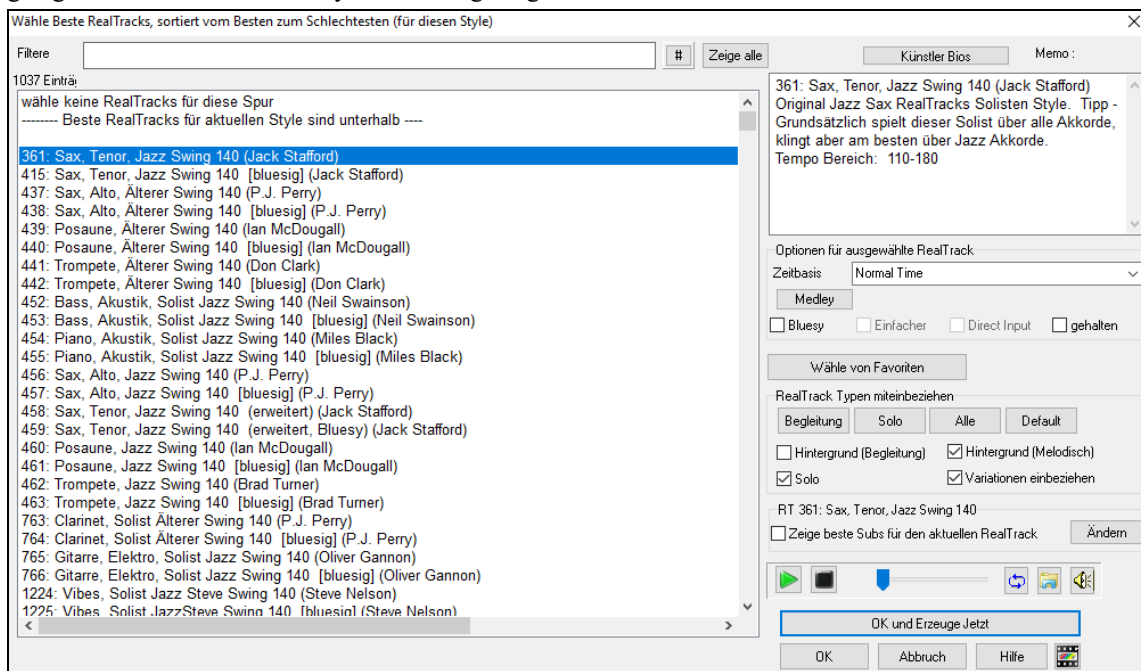 Wähle Beste RealTracks, sortiert vom Besten zum Schlechtesten (für diesen Style)
Filtere
#
Zeige alle
Künstler Bios
Memo :
1037 Einträ
wähle keine RealTracks für diese Spur
-------- Beste RealTracks für aktuellen Style sind unterhalb ----
361: Sax, Tenor, Jazz Swing 140 (Jack Stafford)
415: Sax, Tenor, Jazz Swing 140 [bluesig] (Jack Stafford)
437: Sax, Alto, Älterer Swing 140 (P.J. Perry)
438: Sax, Alto, Älterer Swing 140 [bluesig] (P.J. Perry)
439: Posaune, Älterer Swing 140 (Ian McDougall)
440: Posaune, Älterer Swing 140 [bluesig] (Ian McDougall)
441: Trompete, Älterer Swing 140 (Don Clark)
442: Trompete, Älterer Swing 140 [bluesig] (Don Clark)
452: Bass, Akustik, Solist Jazz Swing 140 (Neil Swainson)
453: Bass, Akustik, Solist Jazz Swing 140 [bluesig] (Neil Swainson)
454: Piano, Akustik, Solist Jazz Swing 140 (Miles Black)
455: Piano, Akustik, Solist Jazz Swing 140 [bluesig] (Miles Black)
456: Sax, Alto, Jazz Swing 140 (P.J. Perry)
457: Sax, Alto, Jazz Swing 140 [bluesig] (P.J. Perry)
458: Sax, Tenor, Jazz Swing 140 (erweitert) (Jack Stafford)
459: Sax, Tenor, Jazz Swing 140 (erweitert, Bluesy) (Jack Stafford)
460: Posaune, Jazz Swing 140 (Ian McDougall)
461: Posaune, Jazz Swing 140 [bluesig] (Ian McDougall)
462: Trompete, Jazz Swing 140 (Brad Turner)
463: Trompete, Jazz Swing 140 [bluesig] (Brad Turner)
763: Clarinet, Solist Älterer Swing 140 (P.J. Perry)
764: Clarinet, Solist Älterer Swing 140 [bluesig] (P.J. Perry)
765: Gitarre, Elektro, Solist Jazz Swing 140 (Oliver Gannon)
766: Gitarre, Elektro, Solist Jazz Swing 140 [bluesig] (Oliver Gannon)
1224: Vibes, Solist Jazz Steve Swing 140 (Steve Nelson)
1225: Vibes, Solist JazzSteve Swing 140 [bluesig] (Steve Nelson)
361: Sax, Tenor, Jazz Swing 140 (Jack Stafford)
Original Jazz Sax RealTracks Solisten Style. Tipp -
Grundsätzlich spielt dieser Solist über alle Akkorde,
klingt aber am besten über Jazz Akkorde.
Tempo Bereich: 110-180
Optionen für ausgewählte RealTrack
Zeitbasis
Normal Time
Medley
Bluesy
Einfacher
Direct Input
gehalten
Wähle von Favoriten
RealTrack Typen miteinbeziehen
Begleitung
Solo
Alle
Default
Hintergrund (Begleitung)
Hintergrund (Melodisch)
Solo
Variationen einbeziehen
RT 361: Sax, Tenor, Jazz Swing 140
Zeige beste Subs für den aktuellen RealTrack
Ändern
OK und Erzeuge Jetzt
OK
Abbruch
Hilfe